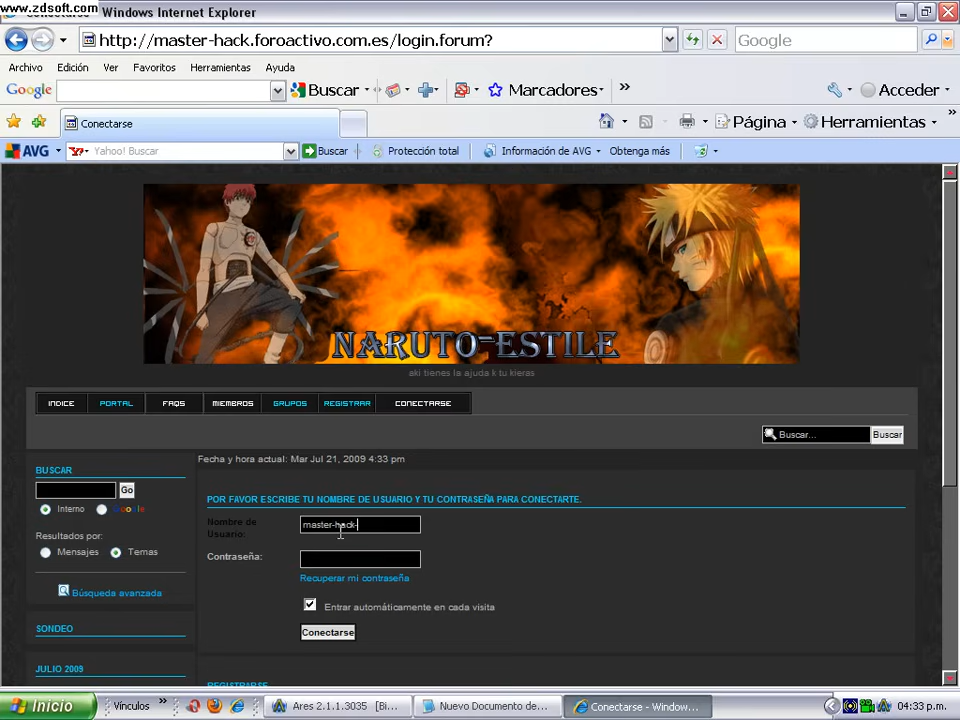 www.zdsoft.com
Windows Internet Explorer
http://master-hack.foroactivo.com.es/login.forum?
Google
Archivo Edición Ver Favoritos Herramientas Ayuda
Google Buscar Marcadores Acceder
Conectarse Página Herramientas
AVG Yahoo! Buscar Buscar Protección total Información de AVG Obtenga más
NARUTO-ESTILE
aki tienes la ajuda k tu kieras
INDICE PORTAL FAQS MIEMBROS GRUPOS REGISTRAR CONECTARSE
Buscar... Buscar
Fecha y hora actual: Mar Jul 21, 2009 4:33 pm
BUSCAR
Go
Interno Google
Resultados por:
Mensajes Temas
Búsqueda avanzada
SONDEO
JULIO 2009
POR FAVOR ESCRIBE TU NOMBRE DE USUARIO Y TU CONTRASEÑA PARA CONECTARTE.
Nombre de Usuario: master-hack-
Contraseña:
Recuperar mi contraseña
Entrar automáticamente en cada visita
Conectarse
REGISTRARSE
Inicio Vínculos Ares 2.1.1.3035 [Bi... Nuevo Documento de... Conectarse - Window... 04:33 p.m.